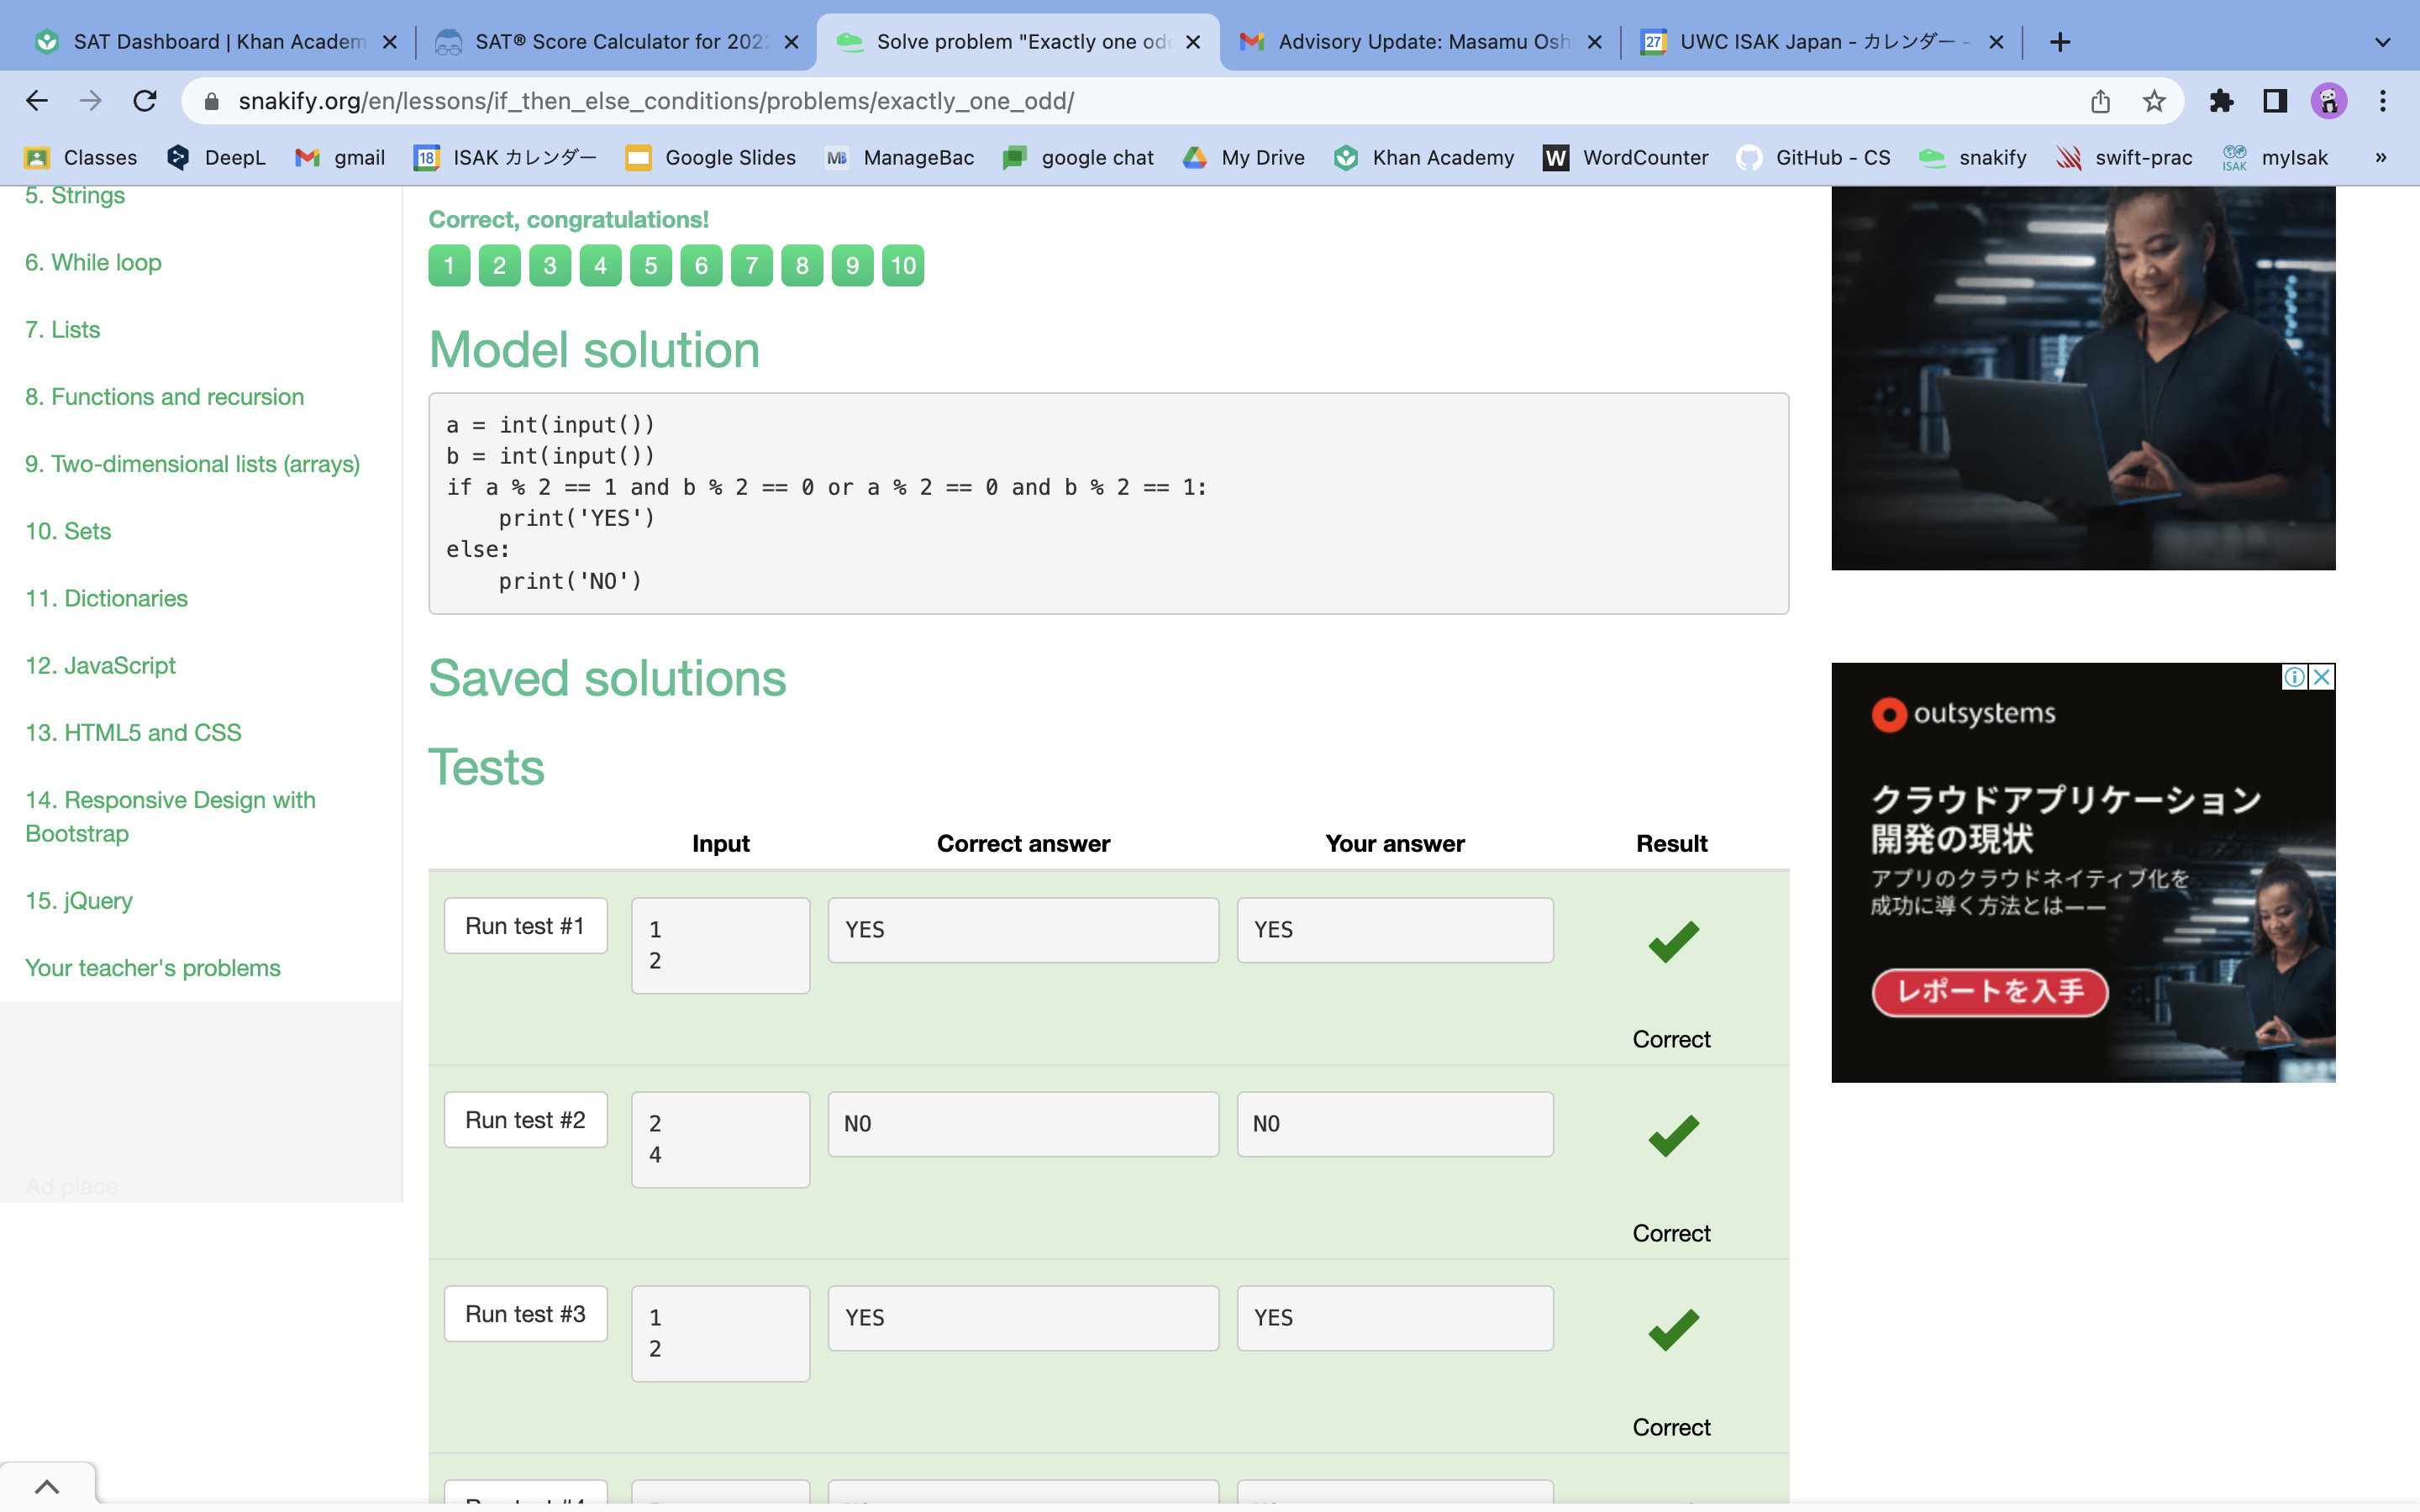 SAT Dashboard | Khan Academ
SAT® Score Calculator for 2022
Solve problem "Exactly one odd
Advisory Update: Masamu Osh
27
UWC ISAK Japan - カレンダー -
snakify.org/en/lessons/if_then_else_conditions/problems/exactly_one_odd/
Classes
DeepL
gmail
18
ISAK カレンダー
Google Slides
MB
ManageBac
google chat
My Drive
Khan Academy
W
WordCounter
GitHub - CS
snakify
swift-prac
ISAK
myIsak
»
5. Strings
6. While loop
7. Lists
8. Functions and recursion
9. Two-dimensional lists (arrays)
10. Sets
11. Dictionaries
12. JavaScript
13. HTML5 and CSS
14. Responsive Design with
Bootstrap
15. jQuery
Your teacher's problems
Ad place
Correct, congratulations!
1 2 3 4 5 6 7 8 9 10
Model solution
a = int(input())
b = int(input())
if a % 2 == 1 and b % 2 == 0 or a % 2 == 0 and b % 2 == 1:
    print('YES')
else:
    print('NO')
Saved solutions
Tests
Input Correct answer Your answer Result
Run test #1
1
2
YES
YES
Correct
Run test #2
2
4
NO
NO
Correct
Run test #3
1
2
YES
YES
Correct
outsystems
クラウドアプリケーション
開発の現状
アプリのクラウドネイティブ化を
成功に導く方法とは——
レポートを入手